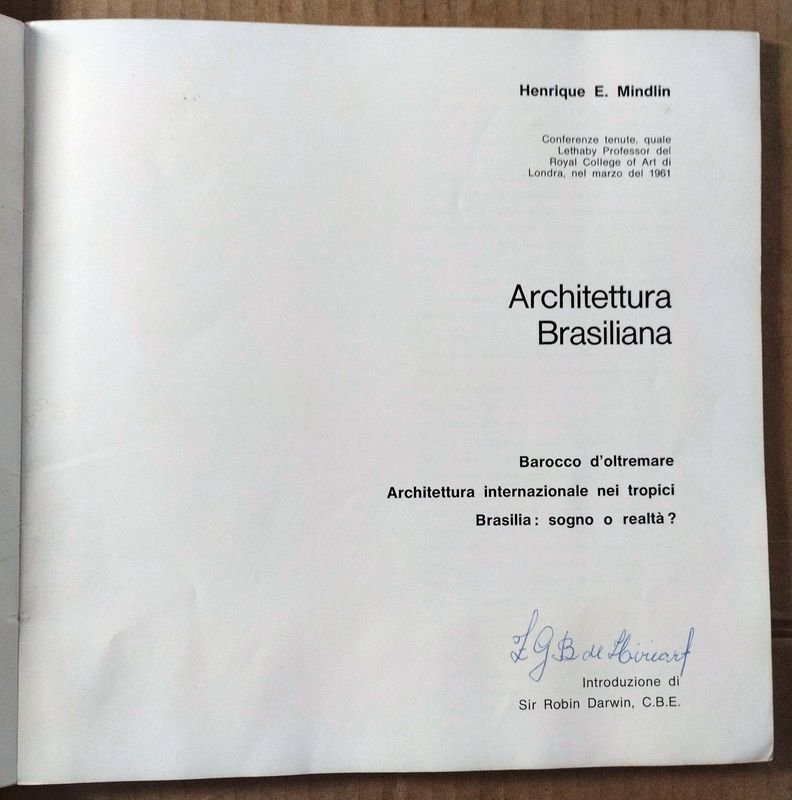 Henrique E. Mindlin
Conferenze tenute, quale
Lethaby Professor del
Royal College of Art di
Londra, nel marzo del 1961
Architettura
Brasiliana
Barocco d'oltremare
Architettura internazionale nei tropici
Brasilia: sogno o realtà?
G B de
Introduzione di
Sir Robin Darwin, C.B.E.